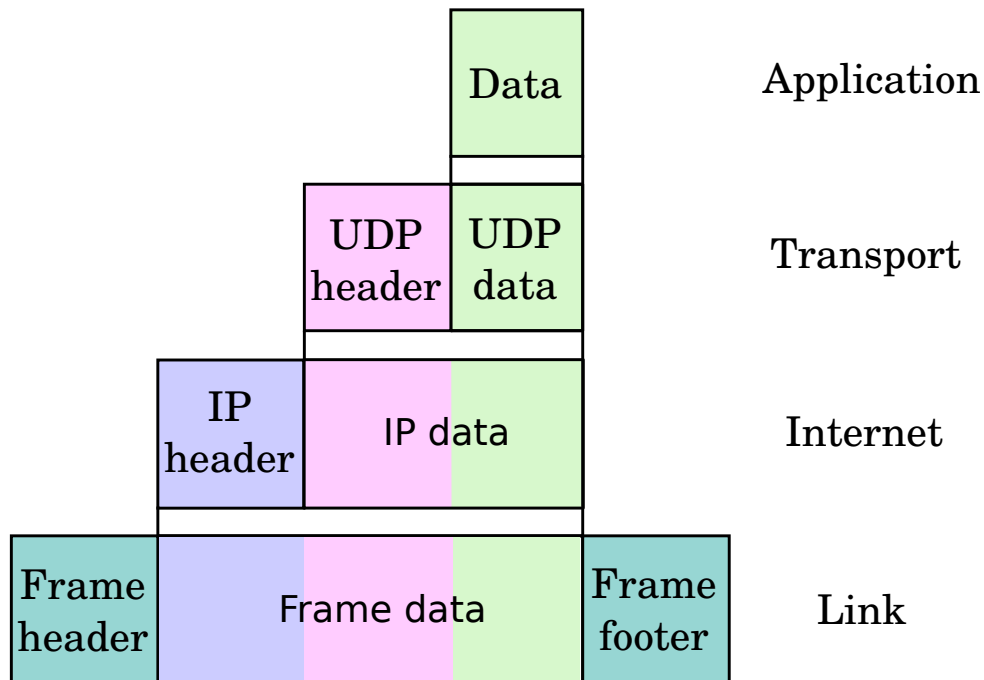 Data
Application
UDP
header
UDP
data
Transport
IP
header
IP data
Internet
Frame
header
Frame data
Frame
footer
Link